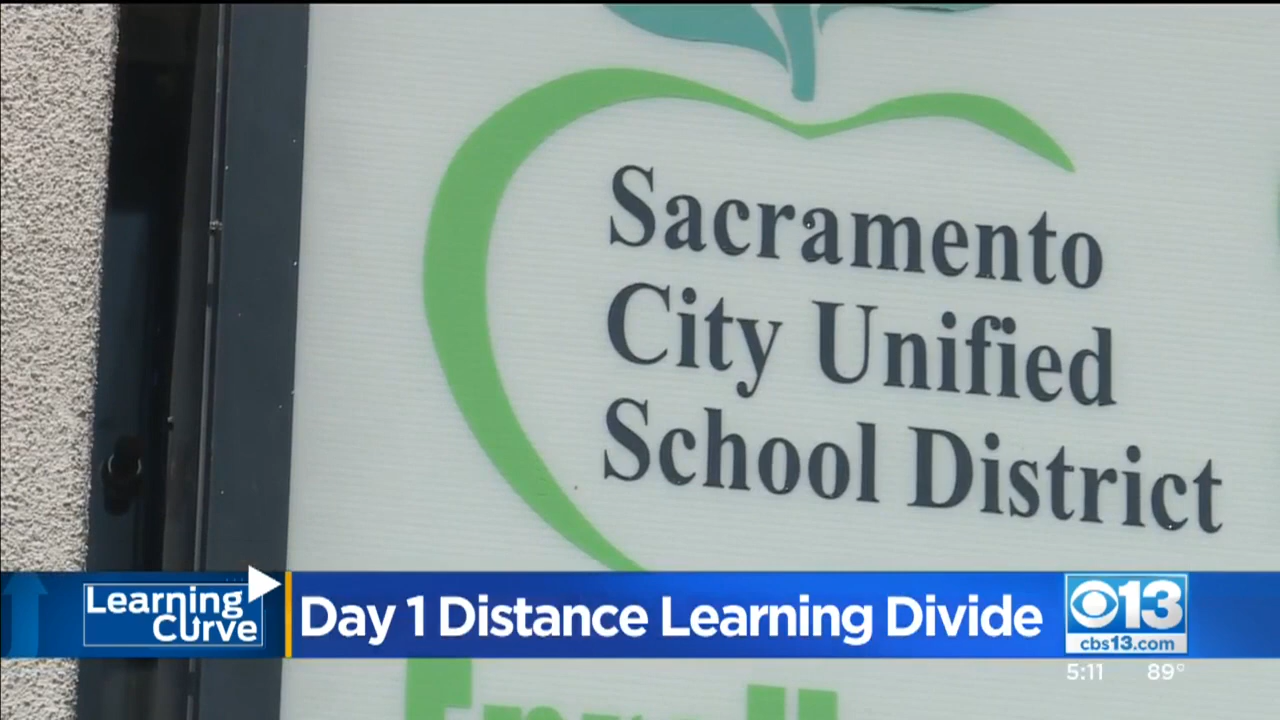 Sacramento
City Unified
School District
Learning
Curve
Day 1 Distance Learning Divide
13
cbs13.com
5:11 89°